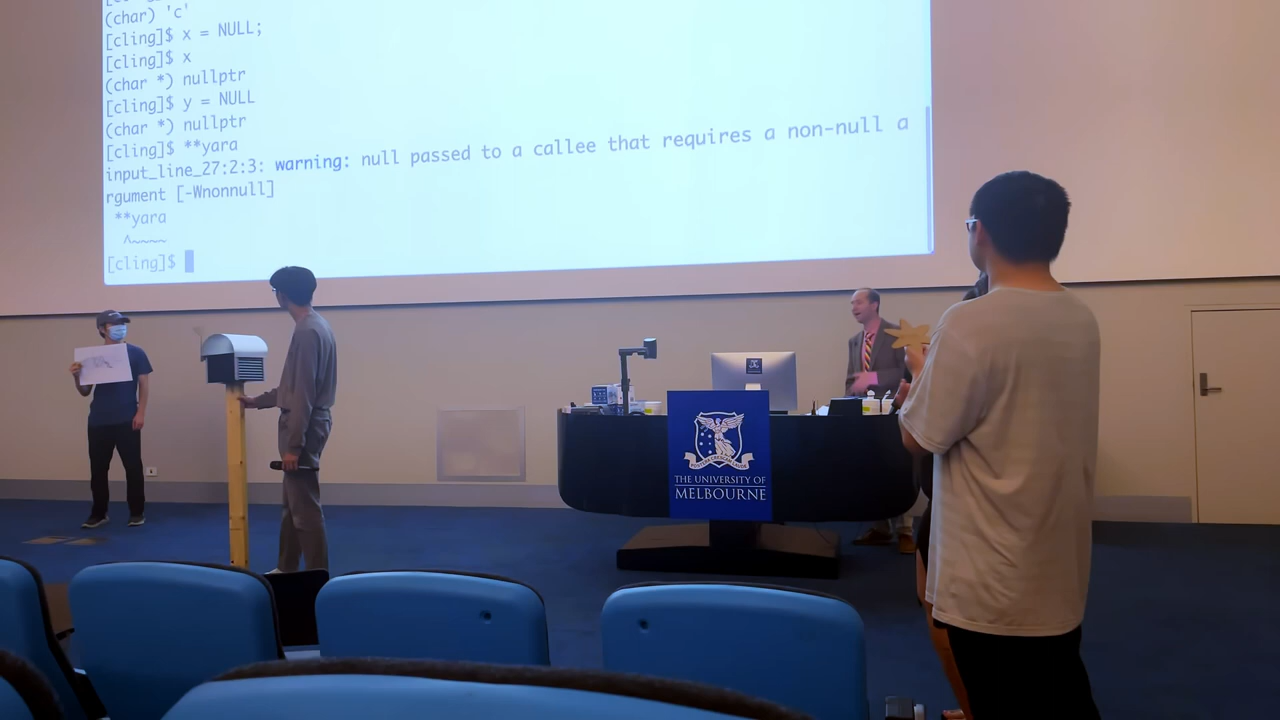 (char) 'c'
[cling]$ x = NULL;
[cling]$ x
(char *) nullptr
[cling]$ y = NULL
(char *) nullptr
[cling]$ **yara
input_line_27:2:3: warning: null passed to a callee that requires a non-null a
rgument [-Wnonnull]
**yara
^~~~~
[cling]$
THE UNIVERSITY OF
MELBOURNE